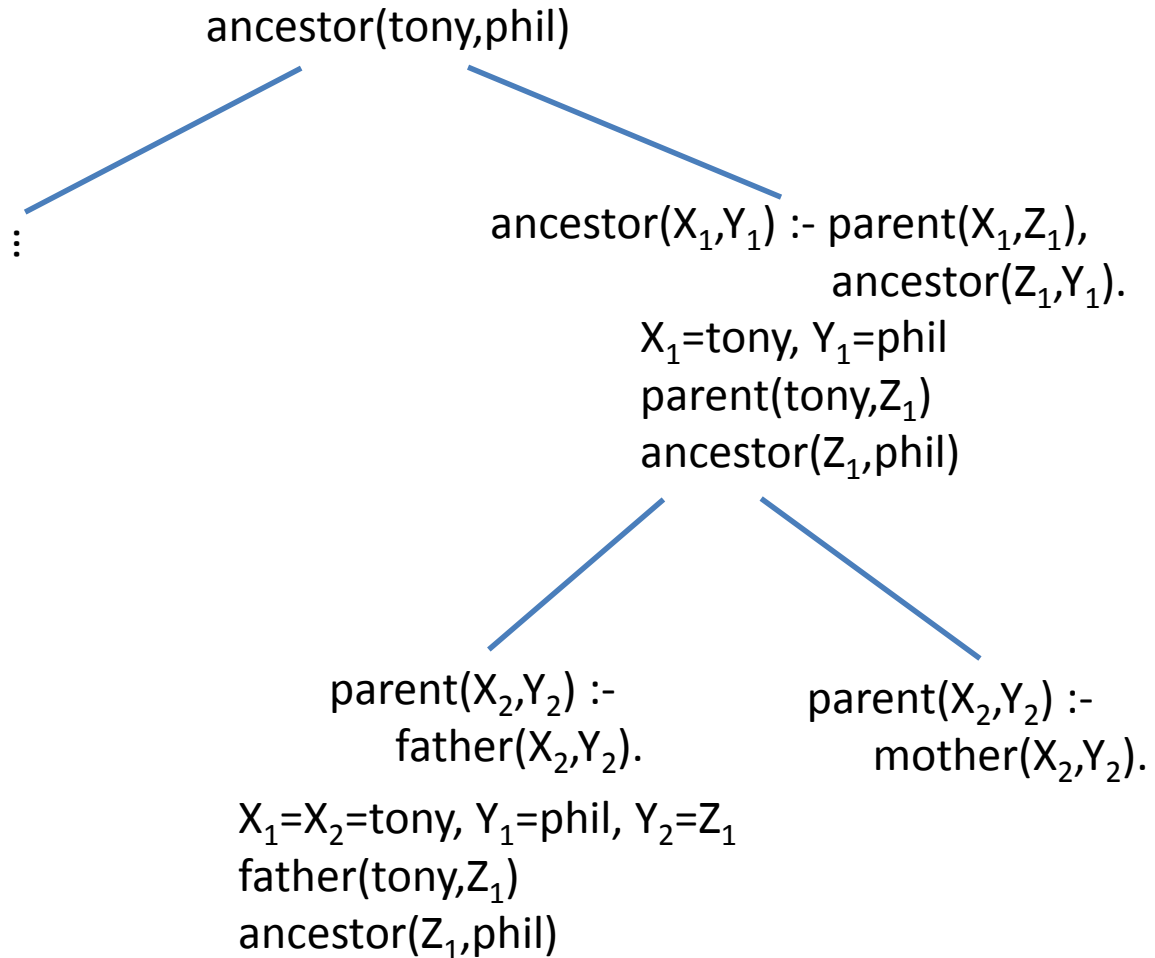 ancestor(tony,phil)
⋮
ancestor(X₁,Y₁) :- parent(X₁,Z₁),
ancestor(Z₁,Y₁).
X₁=tony, Y₁=phil
parent(tony,Z₁)
ancestor(Z₁,phil)
parent(X₂,Y₂) :-
father(X₂,Y₂).
X₁=X₂=tony, Y₁=phil, Y₂=Z₁
father(tony,Z₁)
ancestor(Z₁,phil)
parent(X₂,Y₂) :-
mother(X₂,Y₂).